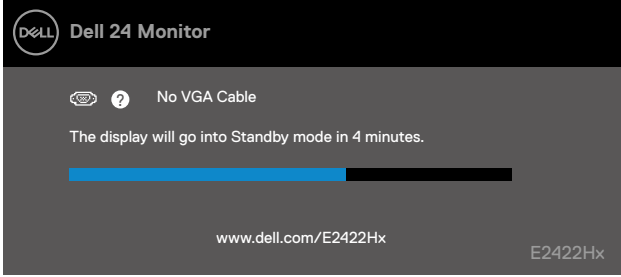 DELL Dell 24 Monitor
? No VGA Cable
The display will go into Standby mode in 4 minutes.
www.dell.com/E2422Hx
E2422Hx